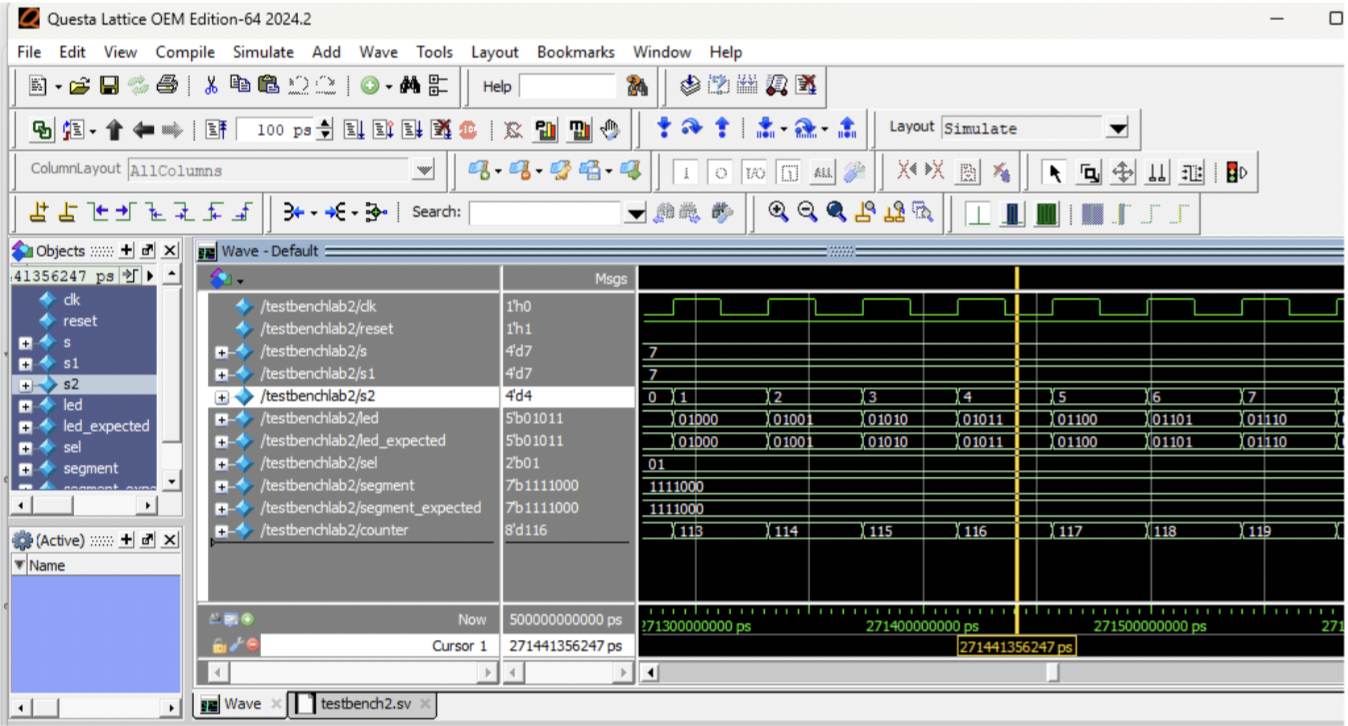 Questa Lattice OEM Edition-64 2024.2
File Edit View Compile Simulate Add Wave Tools Layout Bookmarks Window Help
Help
100 ps Layout Simulate
ColumnLayout AllColumns
I/O ALL
Search:
Objects
41356247 ps
clk
reset
s
s1
s2
led
led_expected
sel
segment
(Active)
Name
Wave - Default
Msgs
/testbenchlab2/clk 1'h0
/testbenchlab2/reset 1'h1
/testbenchlab2/s 4'd7 7
/testbenchlab2/s1 4'd7 7
/testbenchlab2/s2 4'd4 0 1 2 3 4 5 6 7
/testbenchlab2/led 5'b01011 01000 01001 01010 01011 01100 01101 01110
/testbenchlab2/led_expected 5'b01011 01000 01001 01010 01011 01100 01101 01110
/testbenchlab2/sel 2'b01 01
/testbenchlab2/segment 7'b1111000 1111000
/testbenchlab2/segment_expected 7'b1111000 1111000
/testbenchlab2/counter 8'd116 113 114 115 116 117 118 119
Now 500000000000 ps 271300000000 ps 271400000000 ps 271500000000 ps 271
Cursor 1 271441356247 ps 271441356247 ps
Wave testbench2.sv